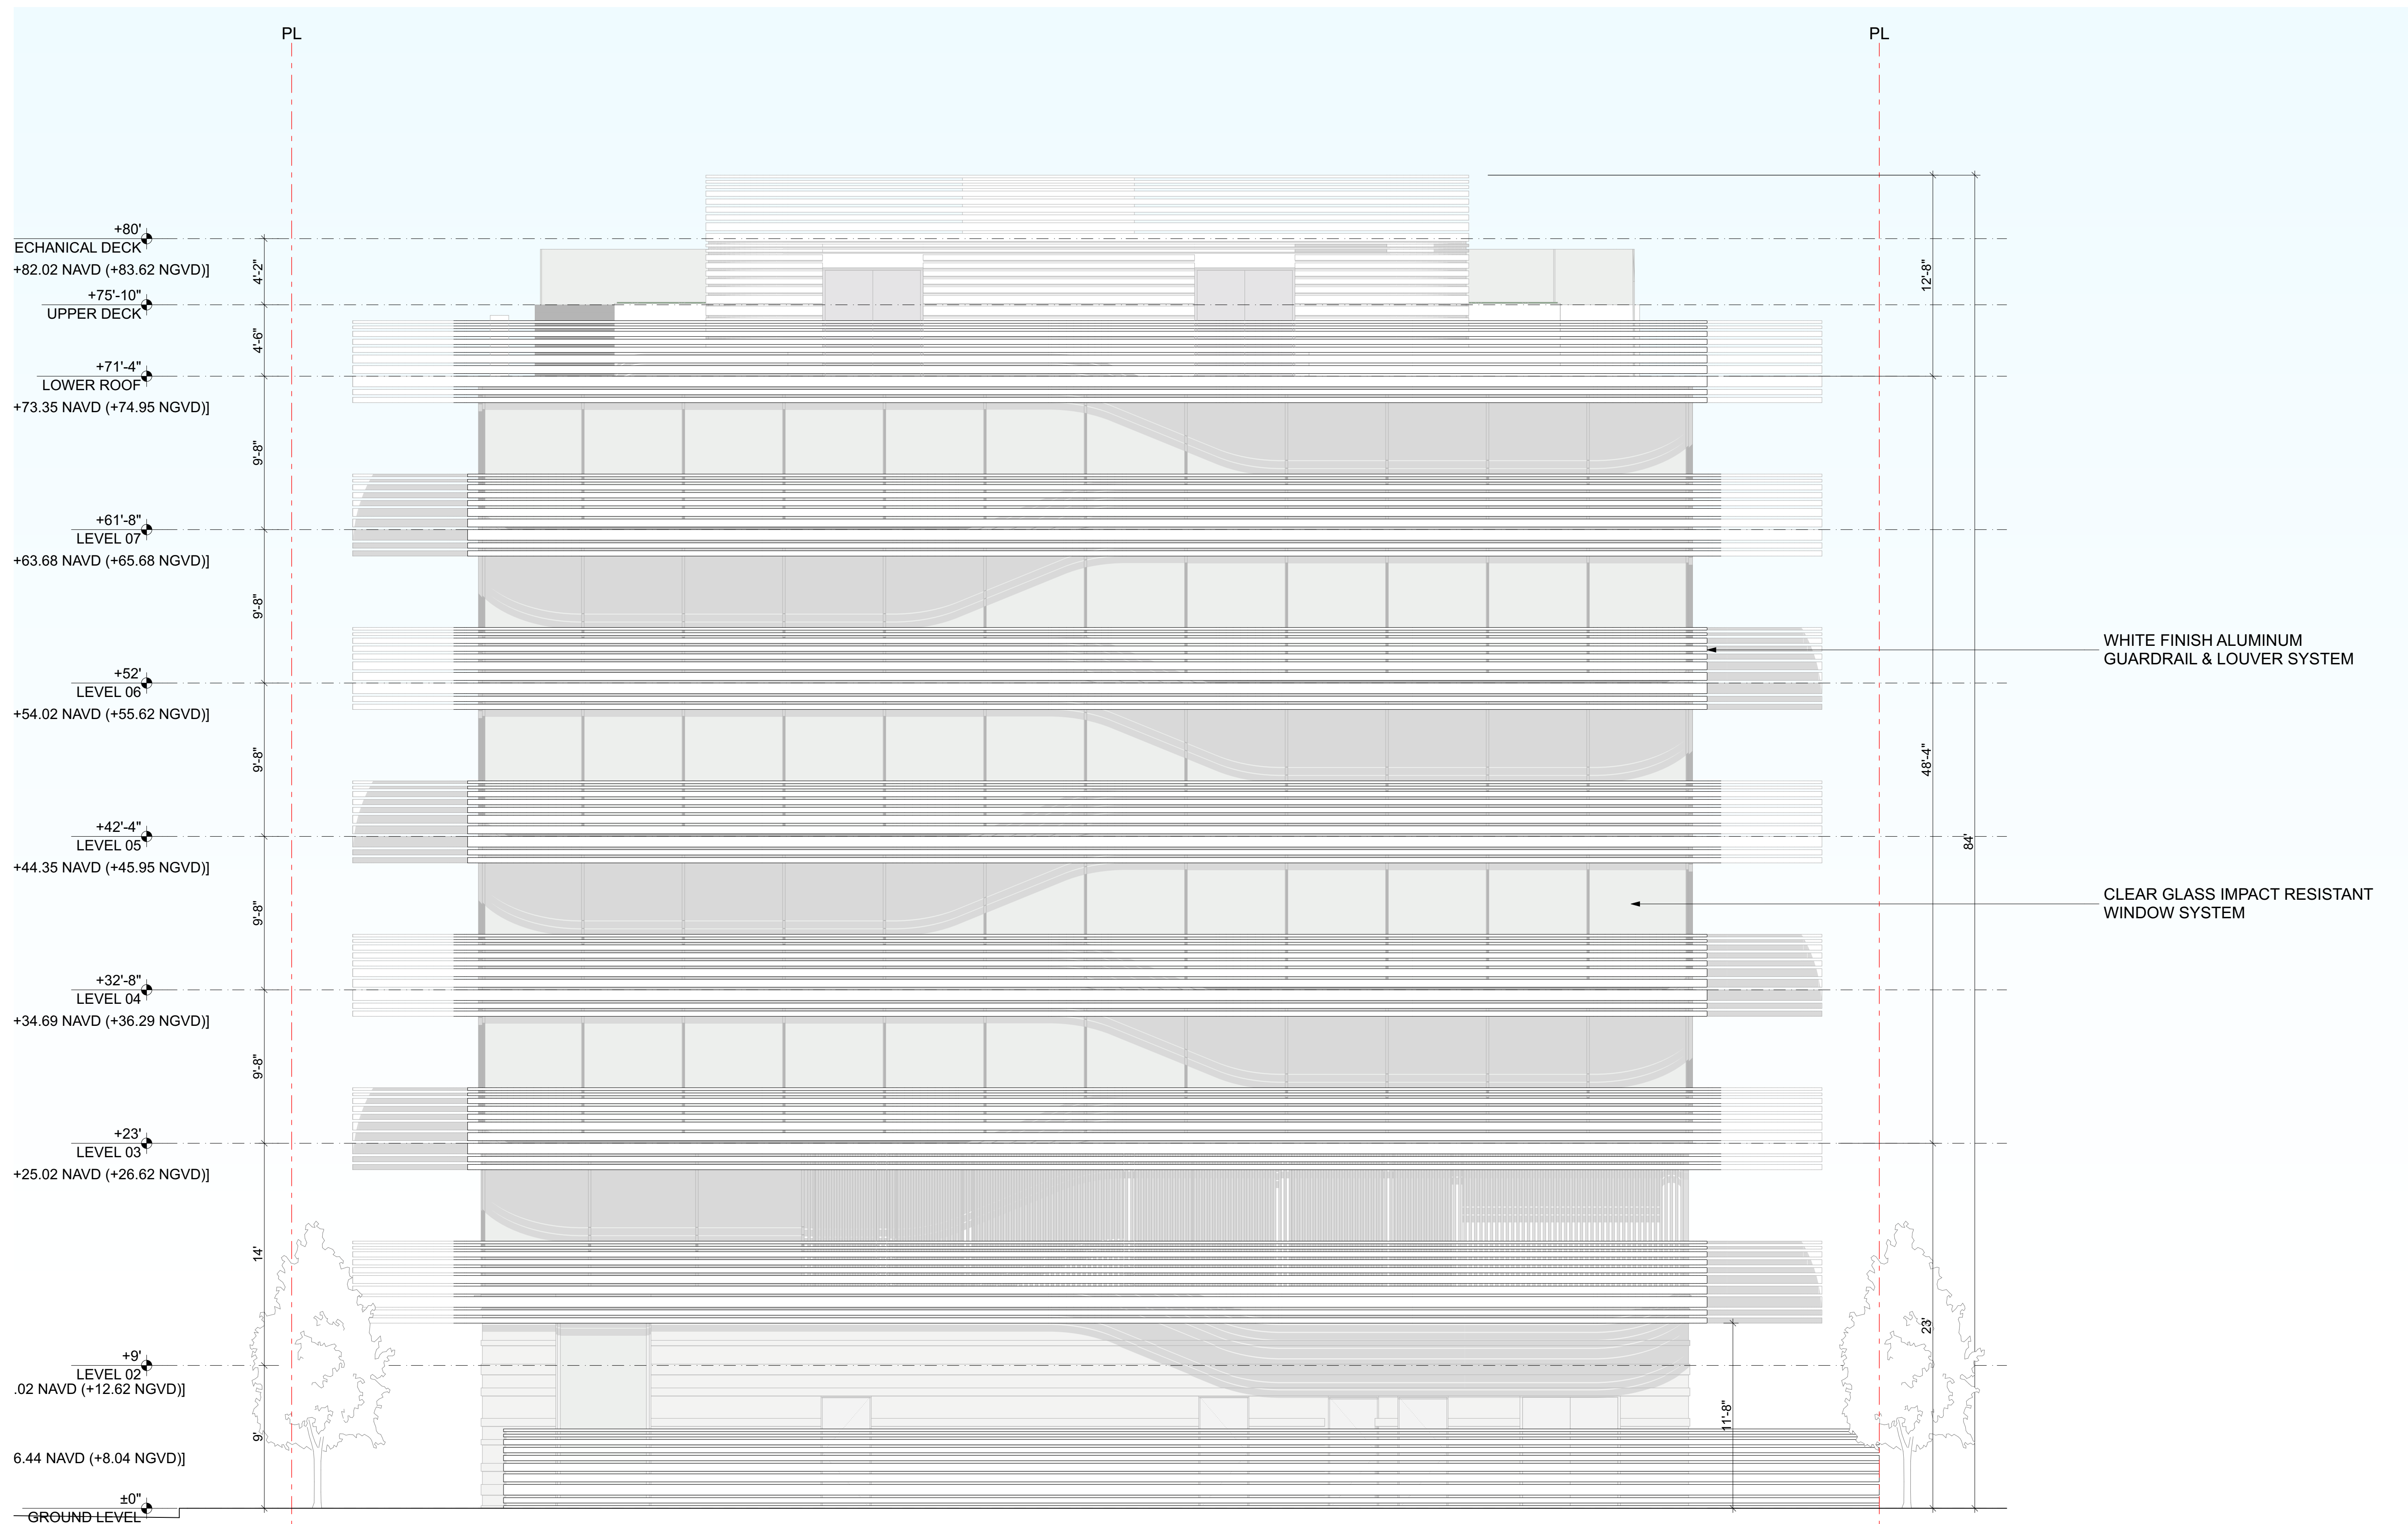 PL
PL
+80'
ECHANICAL DECK
+82.02 NAVD (+83.62 NGVD)]
4'-2"
12'-8"
+75'-10"
UPPER DECK
4'-6"
+71'-4"
LOWER ROOF
+73.35 NAVD (+74.95 NGVD)]
9'-8"
+61'-8"
LEVEL 07
+63.68 NAVD (+65.68 NGVD)]
9'-8"
WHITE FINISH ALUMINUM
GUARDRAIL & LOUVER SYSTEM
+52'
LEVEL 06
+54.02 NAVD (+55.62 NGVD)]
9'-8"
48'-4"
+42'-4"
LEVEL 05
84'
+44.35 NAVD (+45.95 NGVD)]
9'-8"
CLEAR GLASS IMPACT RESISTANT
WINDOW SYSTEM
+32'-8"
LEVEL 04
+34.69 NAVD (+36.29 NGVD)]
9'-8"
+23'
LEVEL 03
+25.02 NAVD (+26.62 NGVD)]
14'
23'
+9'
LEVEL 02
.02 NAVD (+12.62 NGVD)]
11'-8"
9'
6.44 NAVD (+8.04 NGVD)]
±0"
GROUND LEVEL